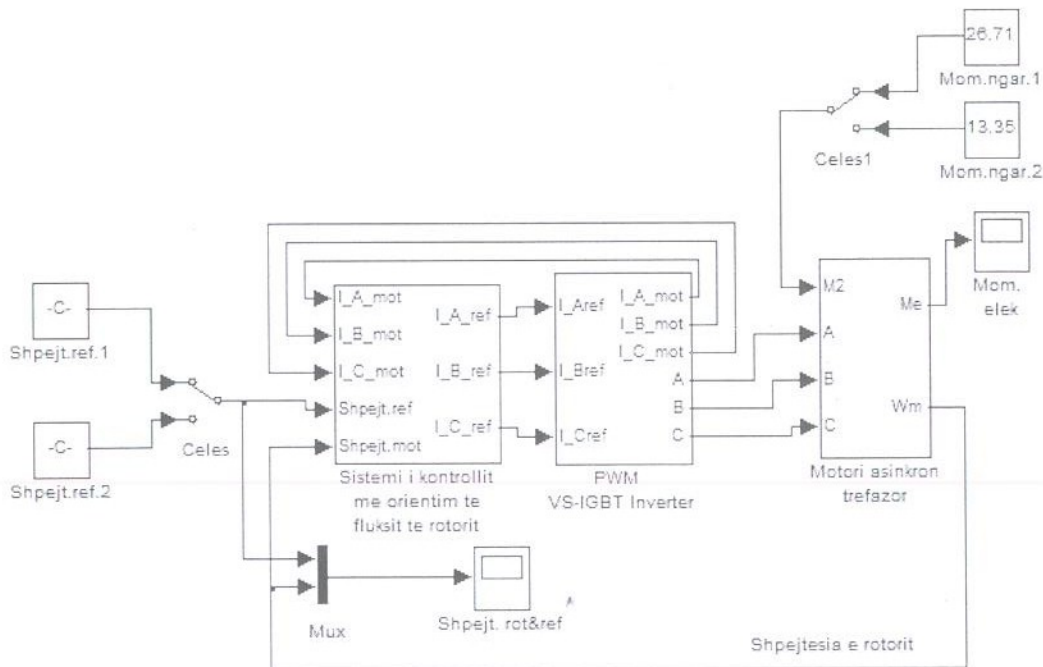 26.71
Mom.ngar.1
13.35
Mom.ngar.2
Celes1
-C-
Shpejt.ref.1
-C-
Shpejt.ref.2
Celes
I_A_mot
I_B_mot
I_C_mot
Shpejt.ref
Shpejt.mot
I_A_ref
I_B_ref
I_C_ref
Sistemi i kontrollit
me orientim te
fluksit te rotorit
I_Aref
I_Bref
I_Cref
I_A_mot
I_B_mot
I_C_mot
A
B
C
PWM
VS-IGBT Inverter
M2
A
B
C
Me
Wm
Motori asinkron
trefazor
Mom.
elek
Mux
Shpejt. rot&ref
Shpejtesia e rotorit